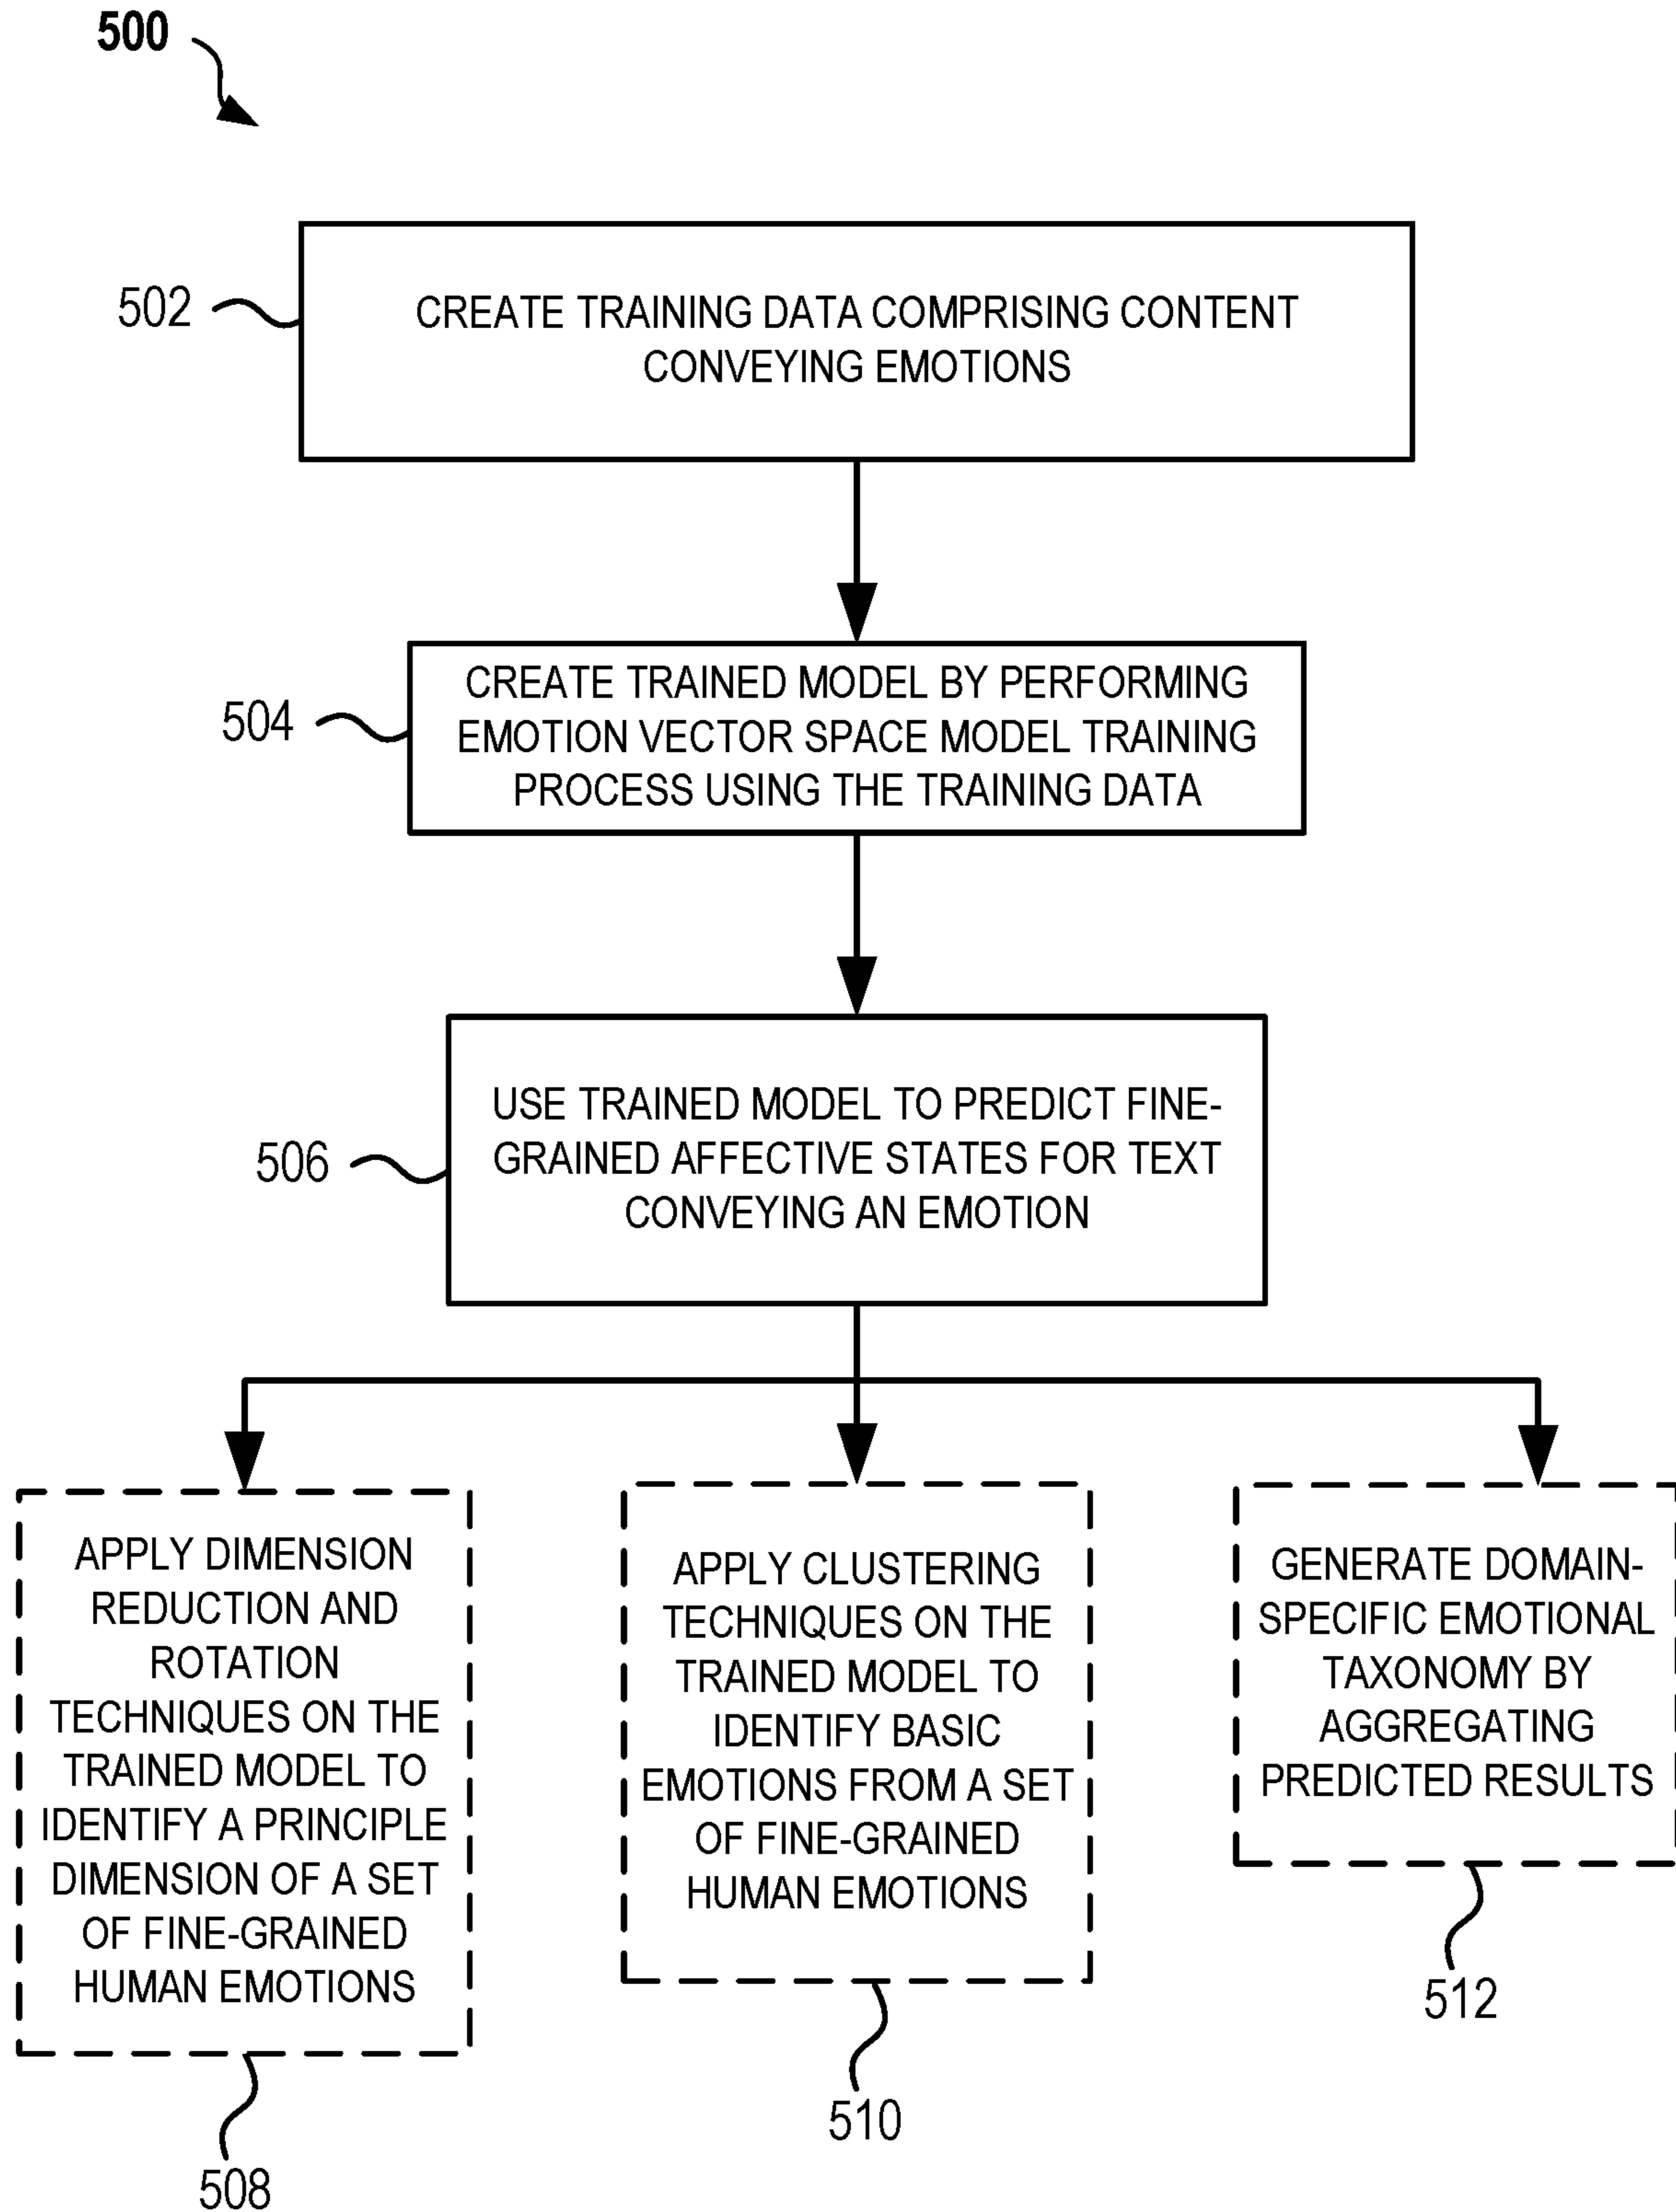 500
502
CREATE TRAINING DATA COMPRISING CONTENT
CONVEYING EMOTIONS
504
CREATE TRAINED MODEL BY PERFORMING
EMOTION VECTOR SPACE MODEL TRAINING
PROCESS USING THE TRAINING DATA
506
USE TRAINED MODEL TO PREDICT FINE-
GRAINED AFFECTIVE STATES FOR TEXT
CONVEYING AN EMOTION
APPLY DIMENSION
REDUCTION AND
ROTATION
TECHNIQUES ON THE
TRAINED MODEL TO
IDENTIFY A PRINCIPLE
DIMENSION OF A SET
OF FINE-GRAINED
HUMAN EMOTIONS
508
APPLY CLUSTERING
TECHNIQUES ON THE
TRAINED MODEL TO
IDENTIFY BASIC
EMOTIONS FROM A SET
OF FINE-GRAINED
HUMAN EMOTIONS
510
GENERATE DOMAIN-
SPECIFIC EMOTIONAL
TAXONOMY BY
AGGREGATING
PREDICTED RESULTS
512